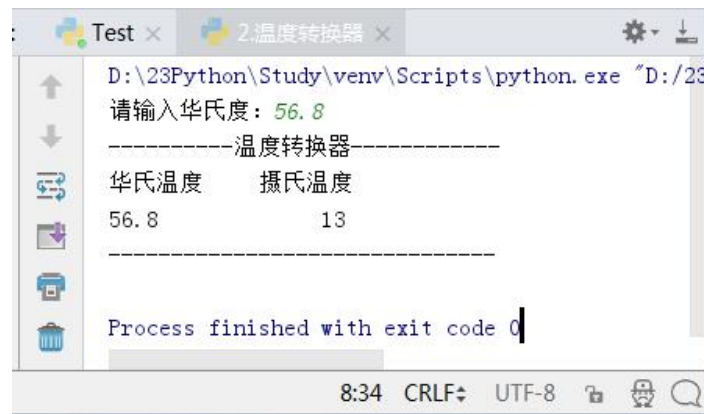 : Test × 2.温度转换器 ×
D:\23Python\Study\venv\Scripts\python.exe "D:/23
请输入华氏度：56.8
----------温度转换器------------
华氏温度 摄氏温度
56.8 13
-------------------------------
Process finished with exit code 0
8:34 CRLF UTF-8